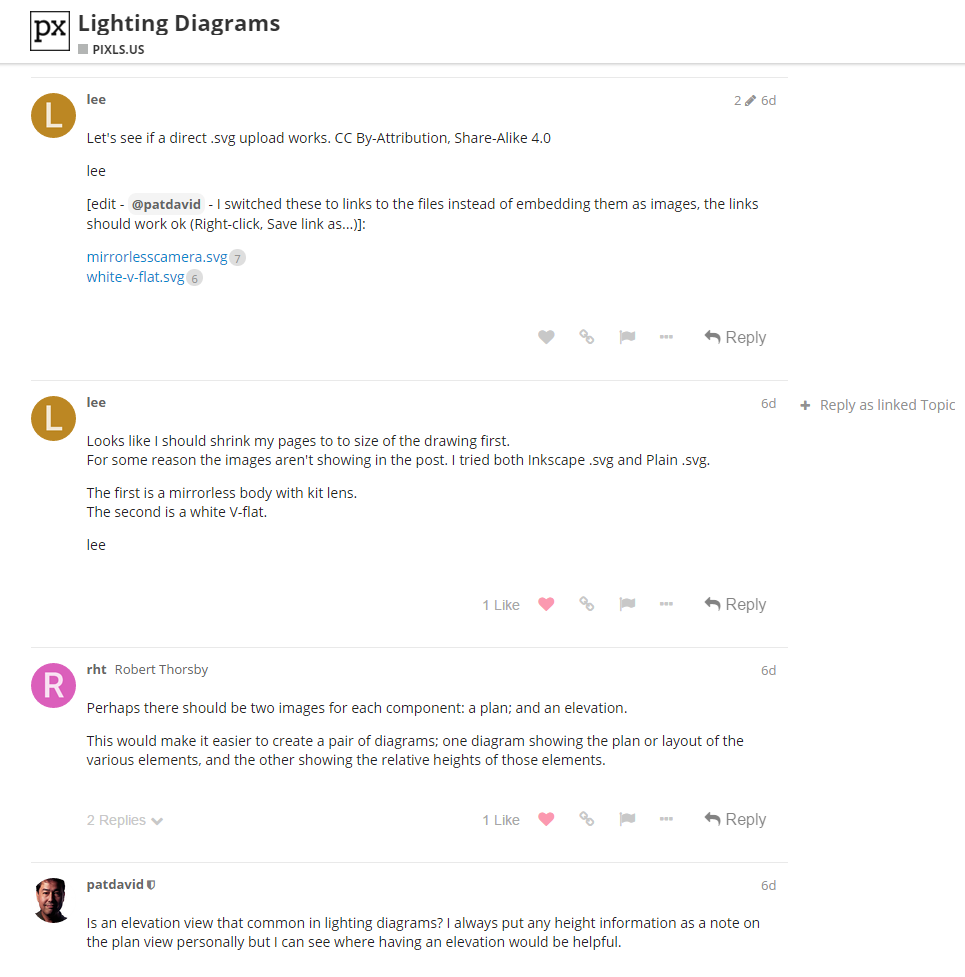 px Lighting Diagrams
PIXLS.US
L lee 2 6d
Let's see if a direct .svg upload works. CC By-Attribution, Share-Alike 4.0
lee
[edit - @patdavid - I switched these to links to the files instead of embedding them as images, the links
should work ok (Right-click, Save link as...)]:
mirrorlesscamera.svg 7
white-v-flat.svg 6
Reply
L lee 6d
+ Reply as linked Topic
Looks like I should shrink my pages to to size of the drawing first.
For some reason the images aren't showing in the post. I tried both Inkscape .svg and Plain .svg.
The first is a mirrorless body with kit lens.
The second is a white V-flat.
lee
1 Like Reply
R rht Robert Thorsby 6d
Perhaps there should be two images for each component: a plan; and an elevation.
This would make it easier to create a pair of diagrams; one diagram showing the plan or layout of the
various elements, and the other showing the relative heights of those elements.
2 Replies 1 Like Reply
patdavid 6d
Is an elevation view that common in lighting diagrams? I always put any height information as a note on
the plan view personally but I can see where having an elevation would be helpful.